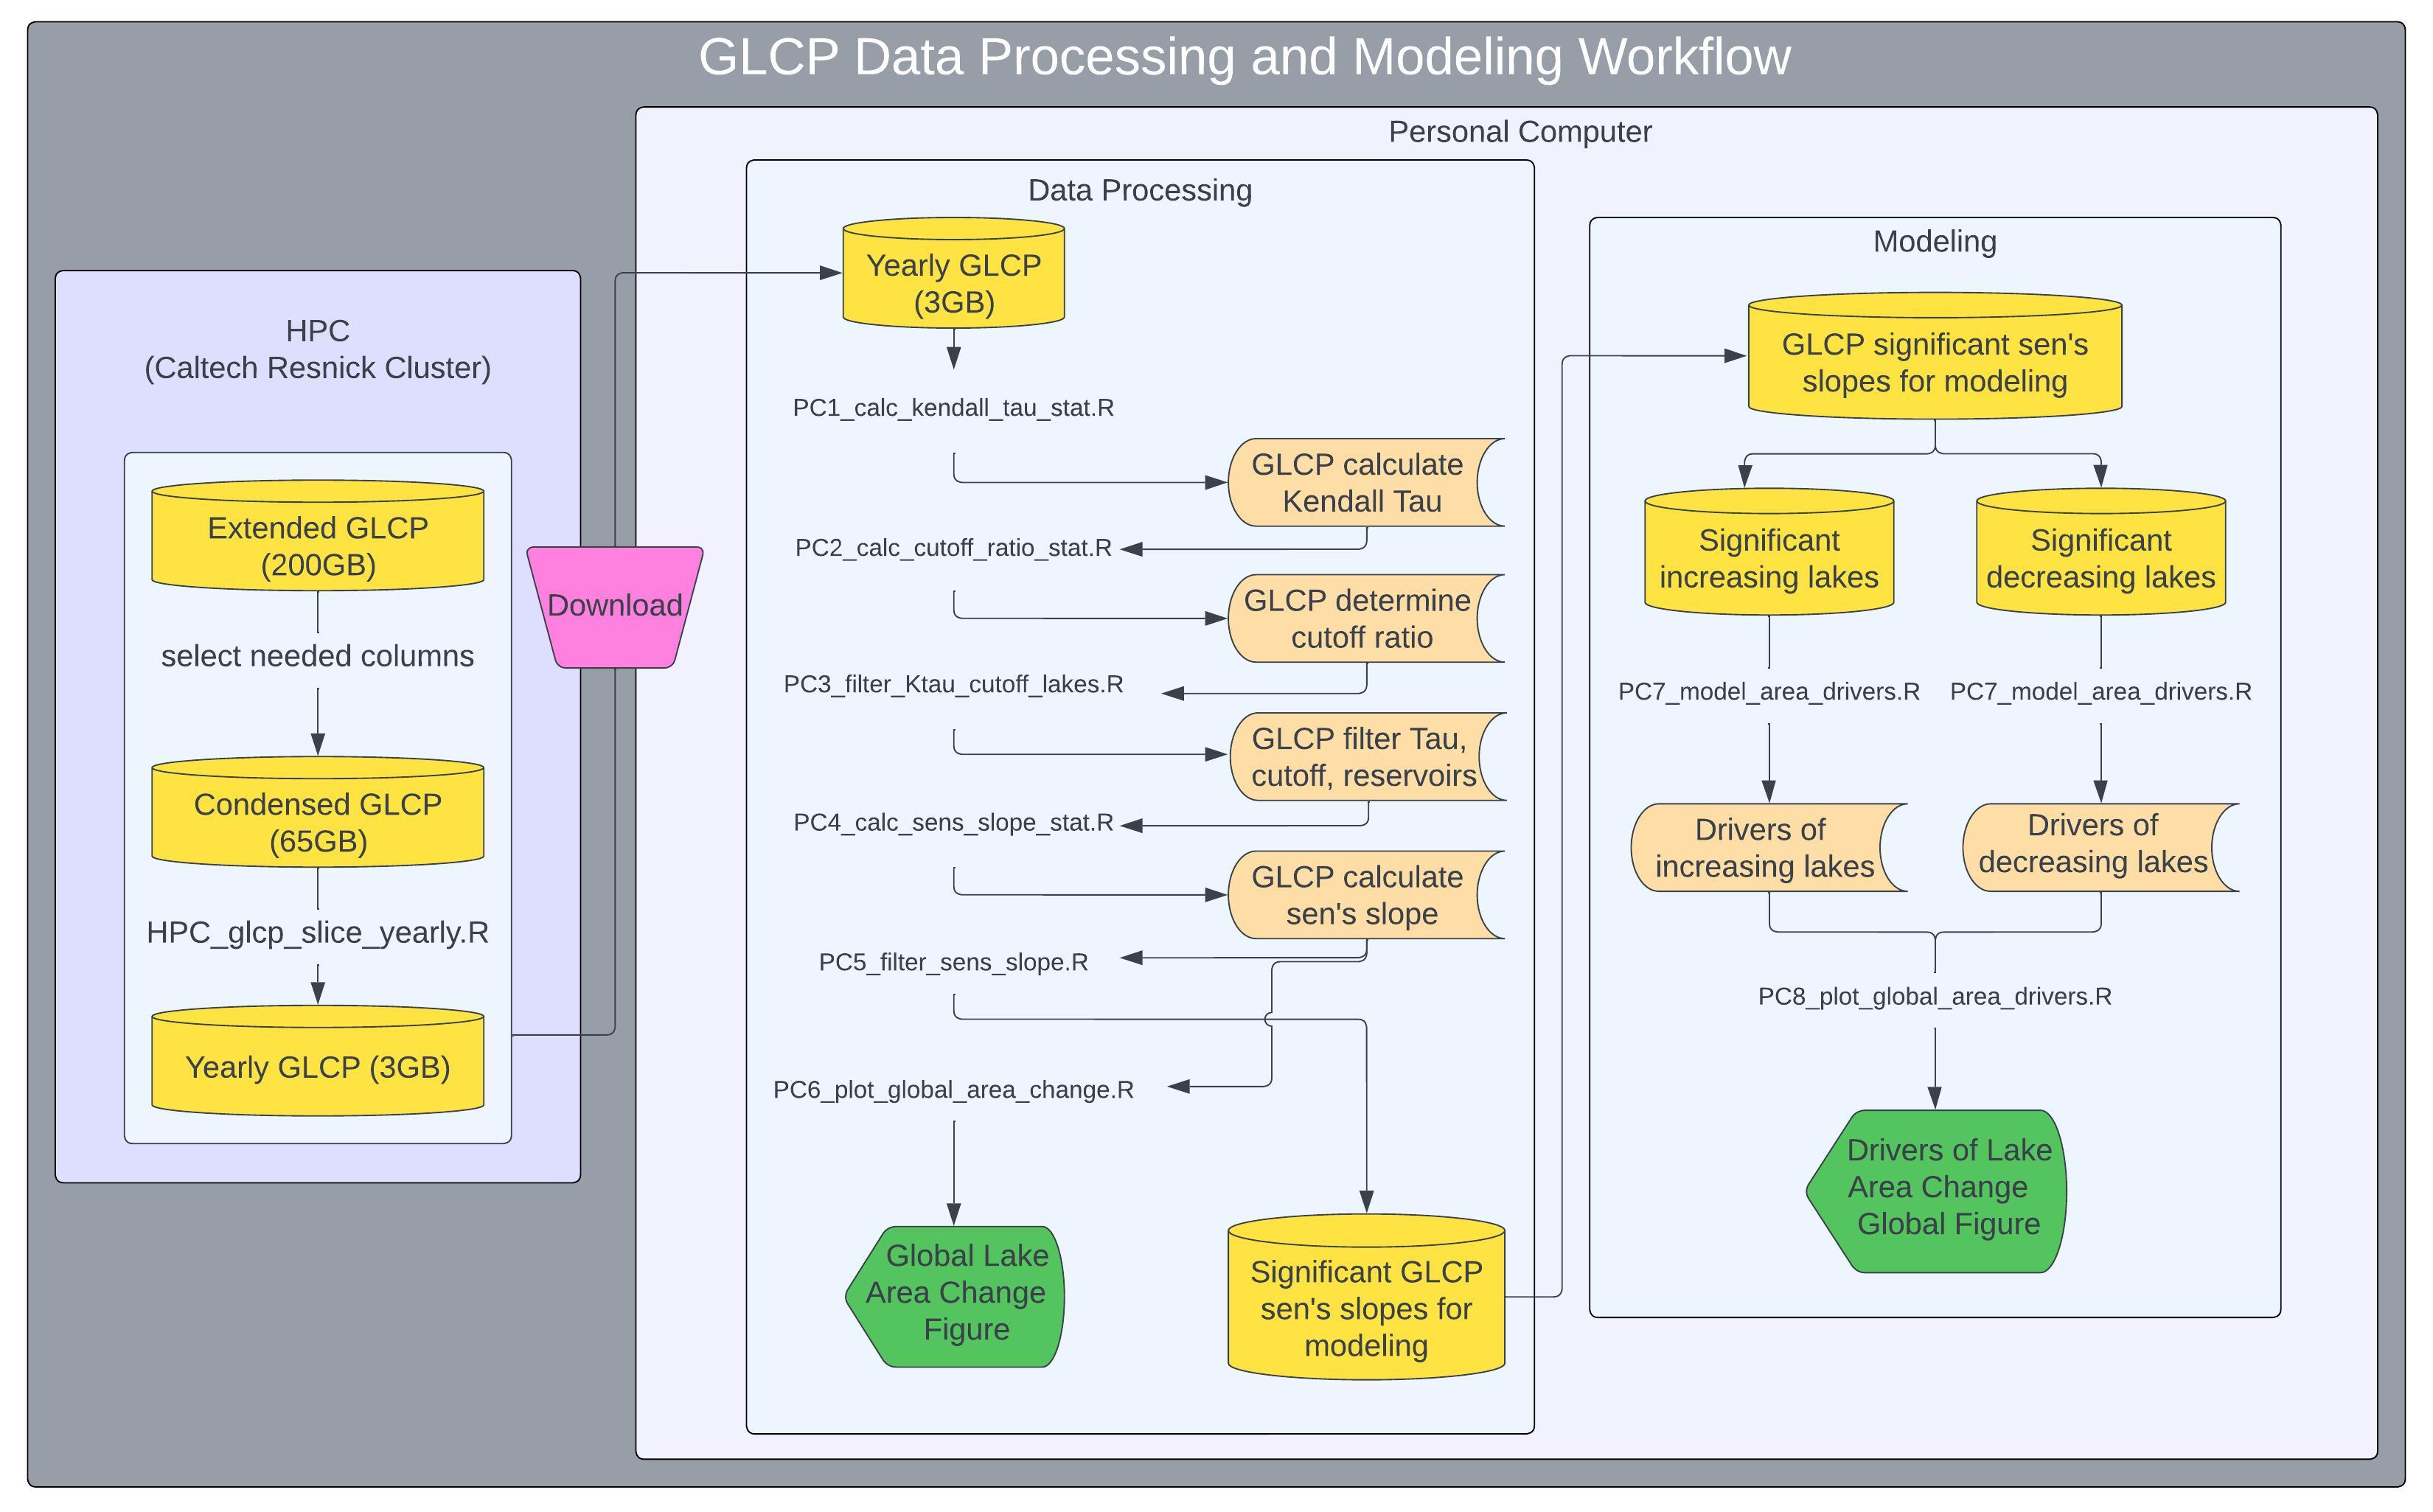 GLCP Data Processing and Modeling Workflow
HPC
(Caltech Resnick Cluster)
Extended GLCP
(200GB)
select needed columns
Condensed GLCP
(65GB)
HPC_glcp_slice_yearly.R
Yearly GLCP (3GB)
Download
Personal Computer
Data Processing
Yearly GLCP
(3GB)
PC1_calc_kendall_tau_stat.R
GLCP calculate
Kendall Tau
PC2_calc_cutoff_ratio_stat.R
GLCP determine
cutoff ratio
PC3_filter_Ktau_cutoff_lakes.R
GLCP filter Tau,
cutoff, reservoirs
PC4_calc_sens_slope_stat.R
GLCP calculate
sen's slope
PC5_filter_sens_slope.R
PC6_plot_global_area_change.R
Global Lake
Area Change
Figure
Significant GLCP
sen's slopes for
modeling
Modeling
GLCP significant sen's
slopes for modeling
Significant
increasing lakes
Significant
decreasing lakes
PC7_model_area_drivers.R
PC7_model_area_drivers.R
Drivers of
increasing lakes
Drivers of
decreasing lakes
PC8_plot_global_area_drivers.R
Drivers of Lake
Area Change
Global Figure